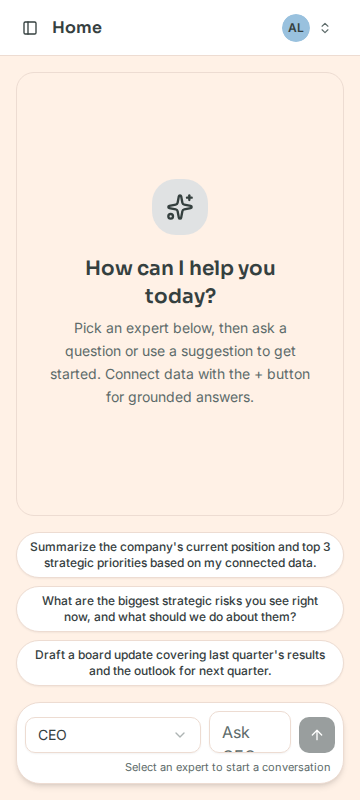 Home
AL
How can I help you
today?
Pick an expert below, then ask a
question or use a suggestion to get
started. Connect data with the + button
for grounded answers.
Summarize the company's current position and top 3
strategic priorities based on my connected data.
What are the biggest strategic risks you see right
now, and what should we do about them?
Draft a board update covering last quarter's results
and the outlook for next quarter.
CEO
Ask
Select an expert to start a conversation